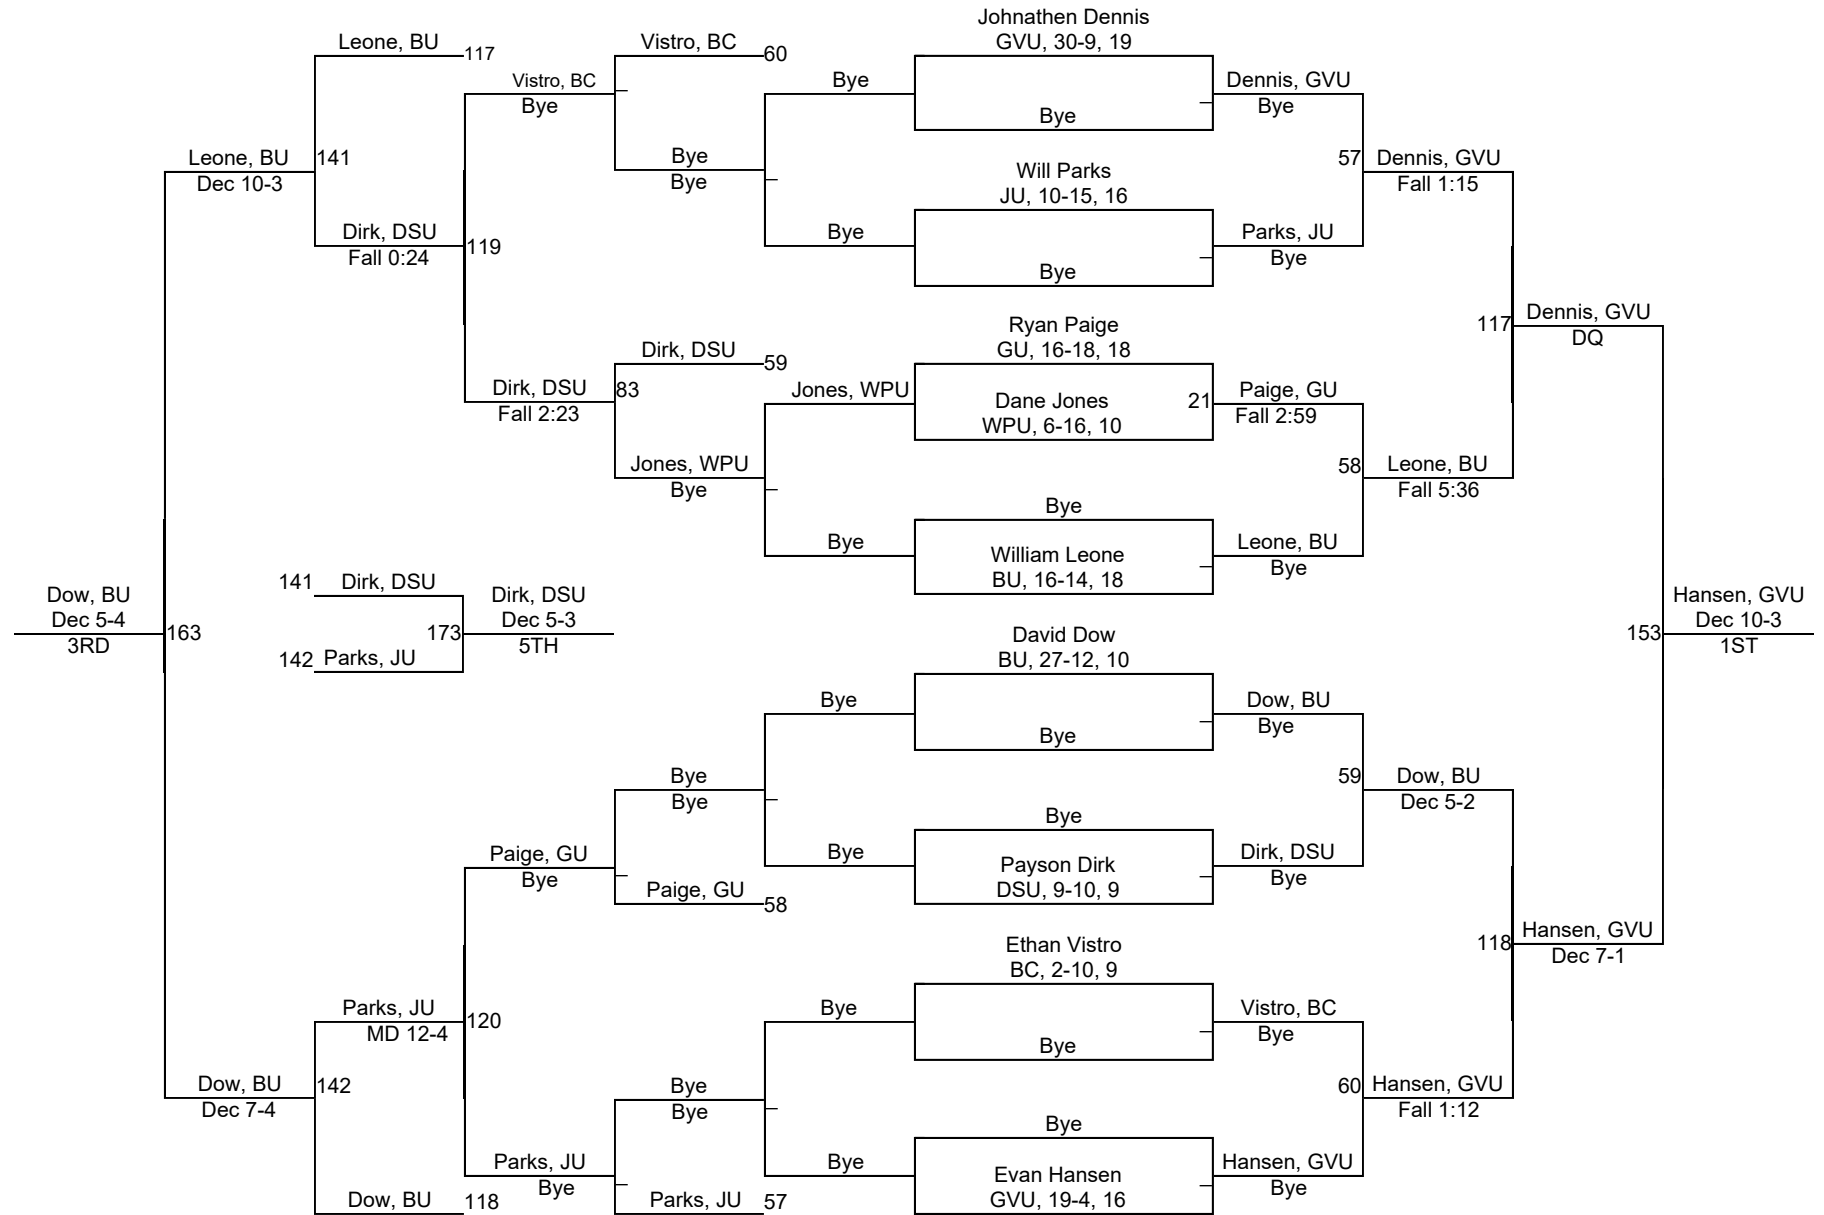 Johnathen Dennis
GVU, 30-9, 19
Leone, BU
117
Vistro, BC
60
Vistro, BC
Bye
Bye
Bye
Dennis, GVU
Bye
Leone, BU
Dec 10-3
141
Bye
Bye
Will Parks
JU, 10-15, 16
57
Dennis, GVU
Fall 1:15
Dirk, DSU
Fall 0:24
119
Bye
Bye
Parks, JU
Bye
Ryan Paige
GU, 16-18, 18
117
Dennis, GVU
DQ
Dirk, DSU
59
Dirk, DSU
Fall 2:23
83
Jones, WPU
Dane Jones
WPU, 6-16, 10
21
Paige, GU
Fall 2:59
Jones, WPU
Bye
58
Leone, BU
Fall 5:36
Bye
Bye
William Leone
BU, 16-14, 18
Leone, BU
Bye
141
Dirk, DSU
Dow, BU
Dec 5-4
3RD
163
142
Parks, JU
173
Dirk, DSU
Dec 5-3
5TH
David Dow
BU, 27-12, 10
153
Hansen, GVU
Dec 10-3
1ST
Bye
Bye
Dow, BU
Bye
Bye
Bye
59
Dow, BU
Dec 5-2
Bye
Paige, GU
Bye
Bye
Payson Dirk
DSU, 9-10, 9
Dirk, DSU
Bye
Paige, GU
58
Ethan Vistro
BC, 2-10, 9
118
Hansen, GVU
Dec 7-1
Parks, JU
MD 12-4
120
Bye
Bye
Vistro, BC
Bye
Dow, BU
Dec 7-4
142
Bye
Bye
60
Hansen, GVU
Fall 1:12
Bye
Parks, JU
Bye
Bye
Evan Hansen
GVU, 19-4, 16
Hansen, GVU
Bye
Dow, BU
118
Parks, JU
57